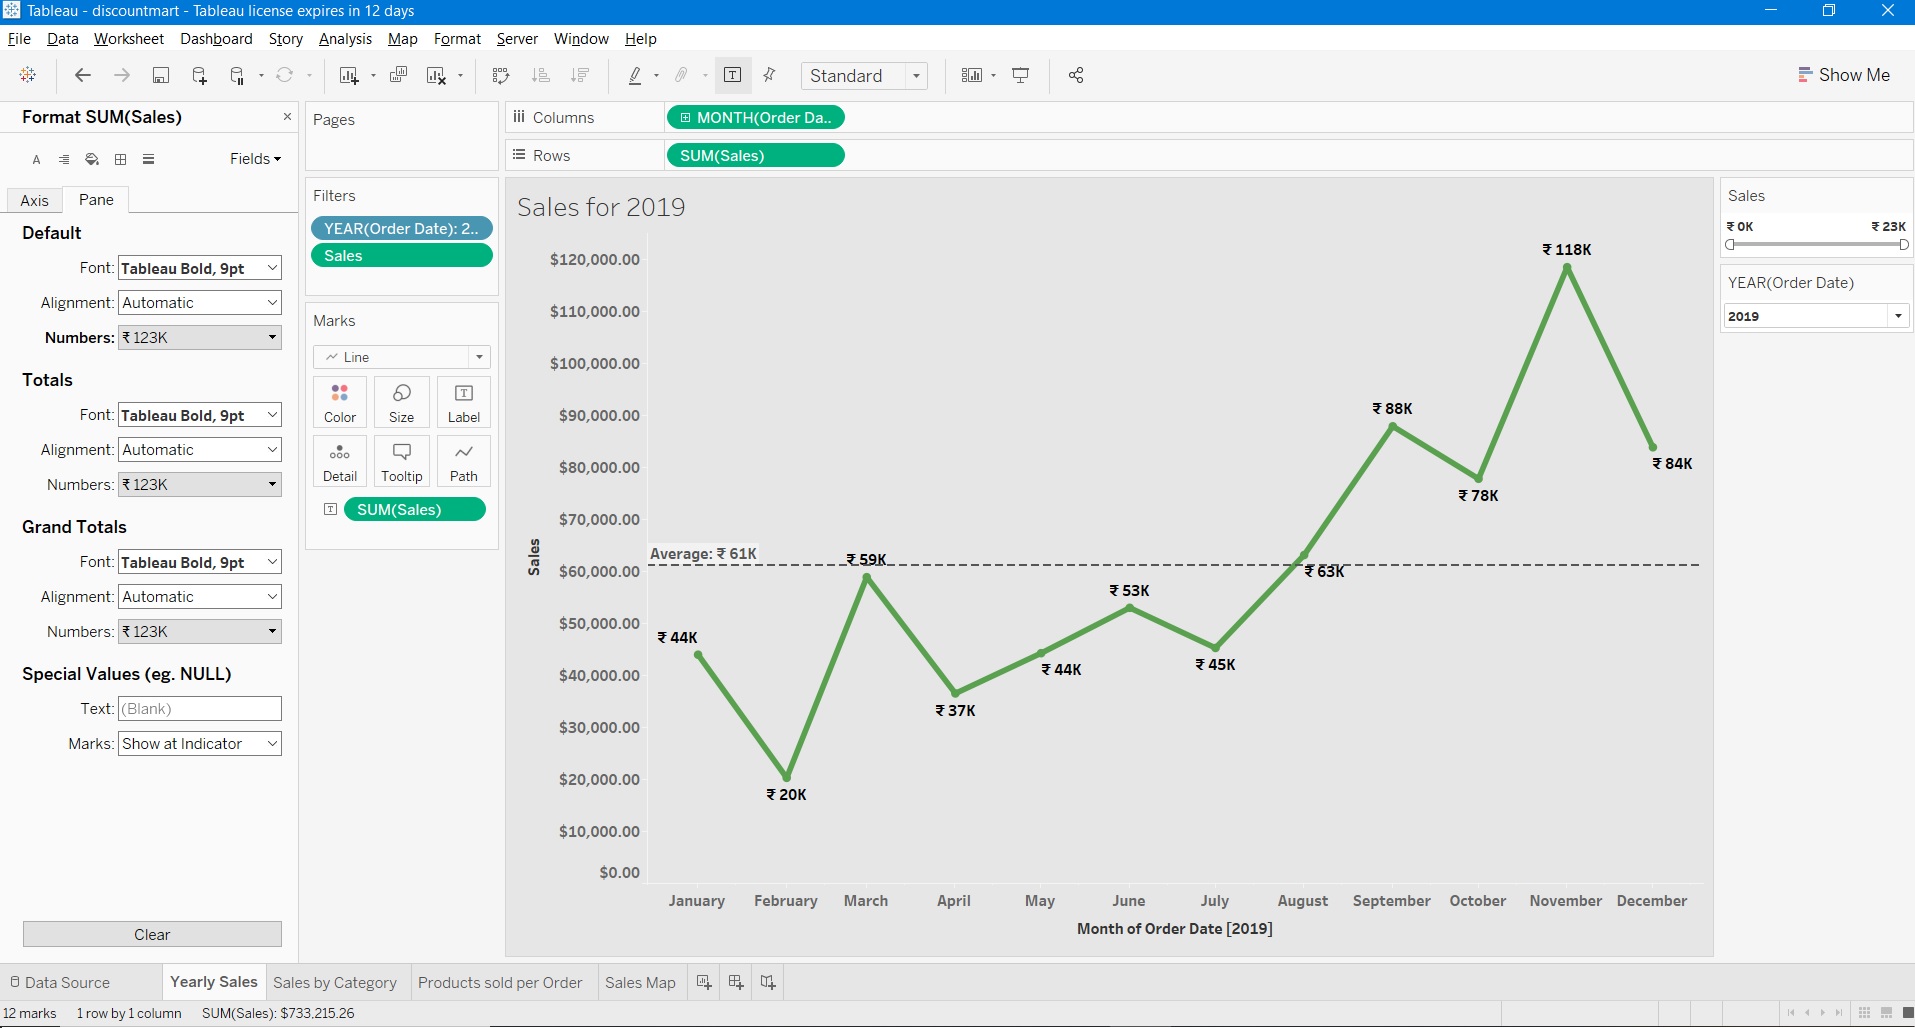 Tableau - discountmart - Tableau license expires in 12 days
File Data Worksheet Dashboard Story Analysis Map Format Server Window Help
Standard
Show Me
Format SUM(Sales)
Fields
Axis Pane
Default
Font: Tableau Bold, 9pt
Alignment: Automatic
Numbers: ₹ 123K
Totals
Font: Tableau Bold, 9pt
Alignment: Automatic
Numbers: ₹ 123K
Grand Totals
Font: Tableau Bold, 9pt
Alignment: Automatic
Numbers: ₹ 123K
Special Values (eg. NULL)
Text: (Blank)
Marks: Show at Indicator
Clear
Pages
Filters
YEAR(Order Date): 2..
Sales
Marks
Line
Color Size Label
Detail Tooltip Path
SUM(Sales)
Columns MONTH(Order Da..
Rows SUM(Sales)
Sales for 2019
$120,000.00
$110,000.00
$100,000.00
$90,000.00
$80,000.00
$70,000.00
$60,000.00
$50,000.00
$40,000.00
$30,000.00
$20,000.00
$10,000.00
$0.00
Sales
Average: ₹ 61K
₹ 44K
₹ 20K
₹ 59K
₹ 37K
₹ 44K
₹ 53K
₹ 45K
₹ 63K
₹ 88K
₹ 78K
₹ 118K
₹ 84K
January February March April May June July August September October November December
Month of Order Date [2019]
Sales
₹ 0K ₹ 23K
YEAR(Order Date)
2019
Data Source Yearly Sales Sales by Category Products sold per Order Sales Map
12 marks 1 row by 1 column SUM(Sales): $733,215.26